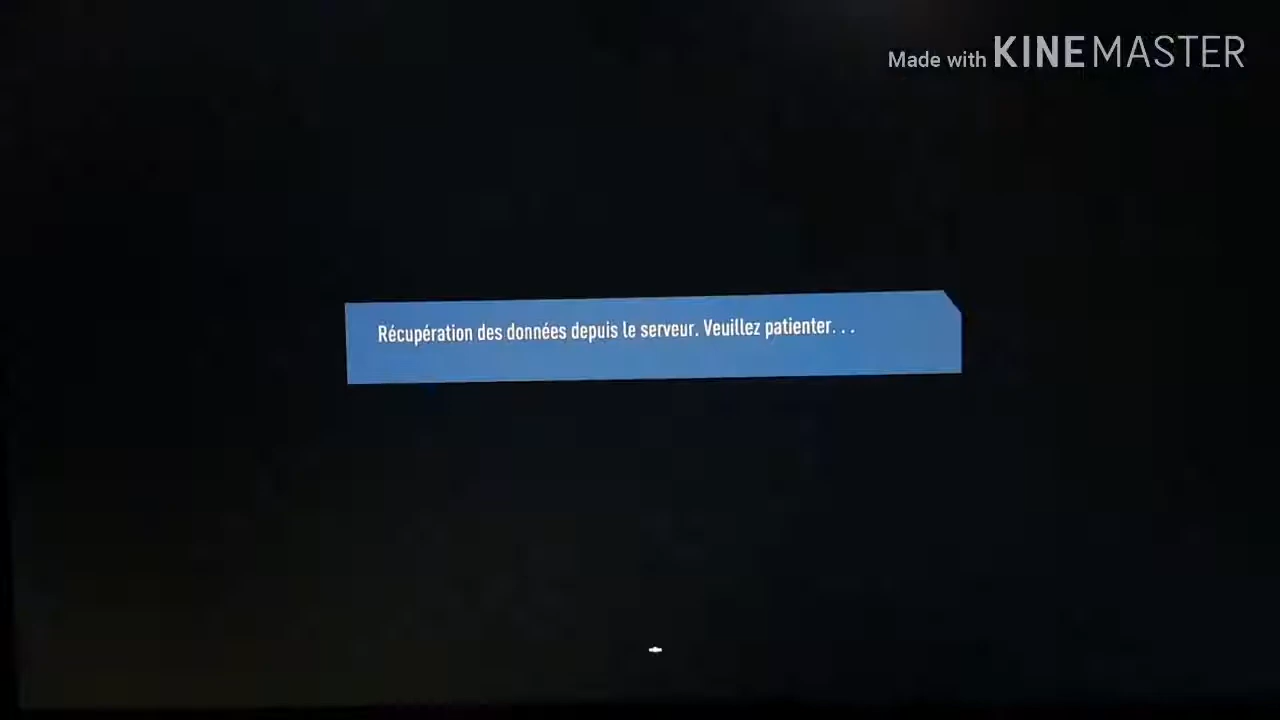 Made with KINEMASTER
Récupération des données depuis le serveur. Veuillez patienter. . .